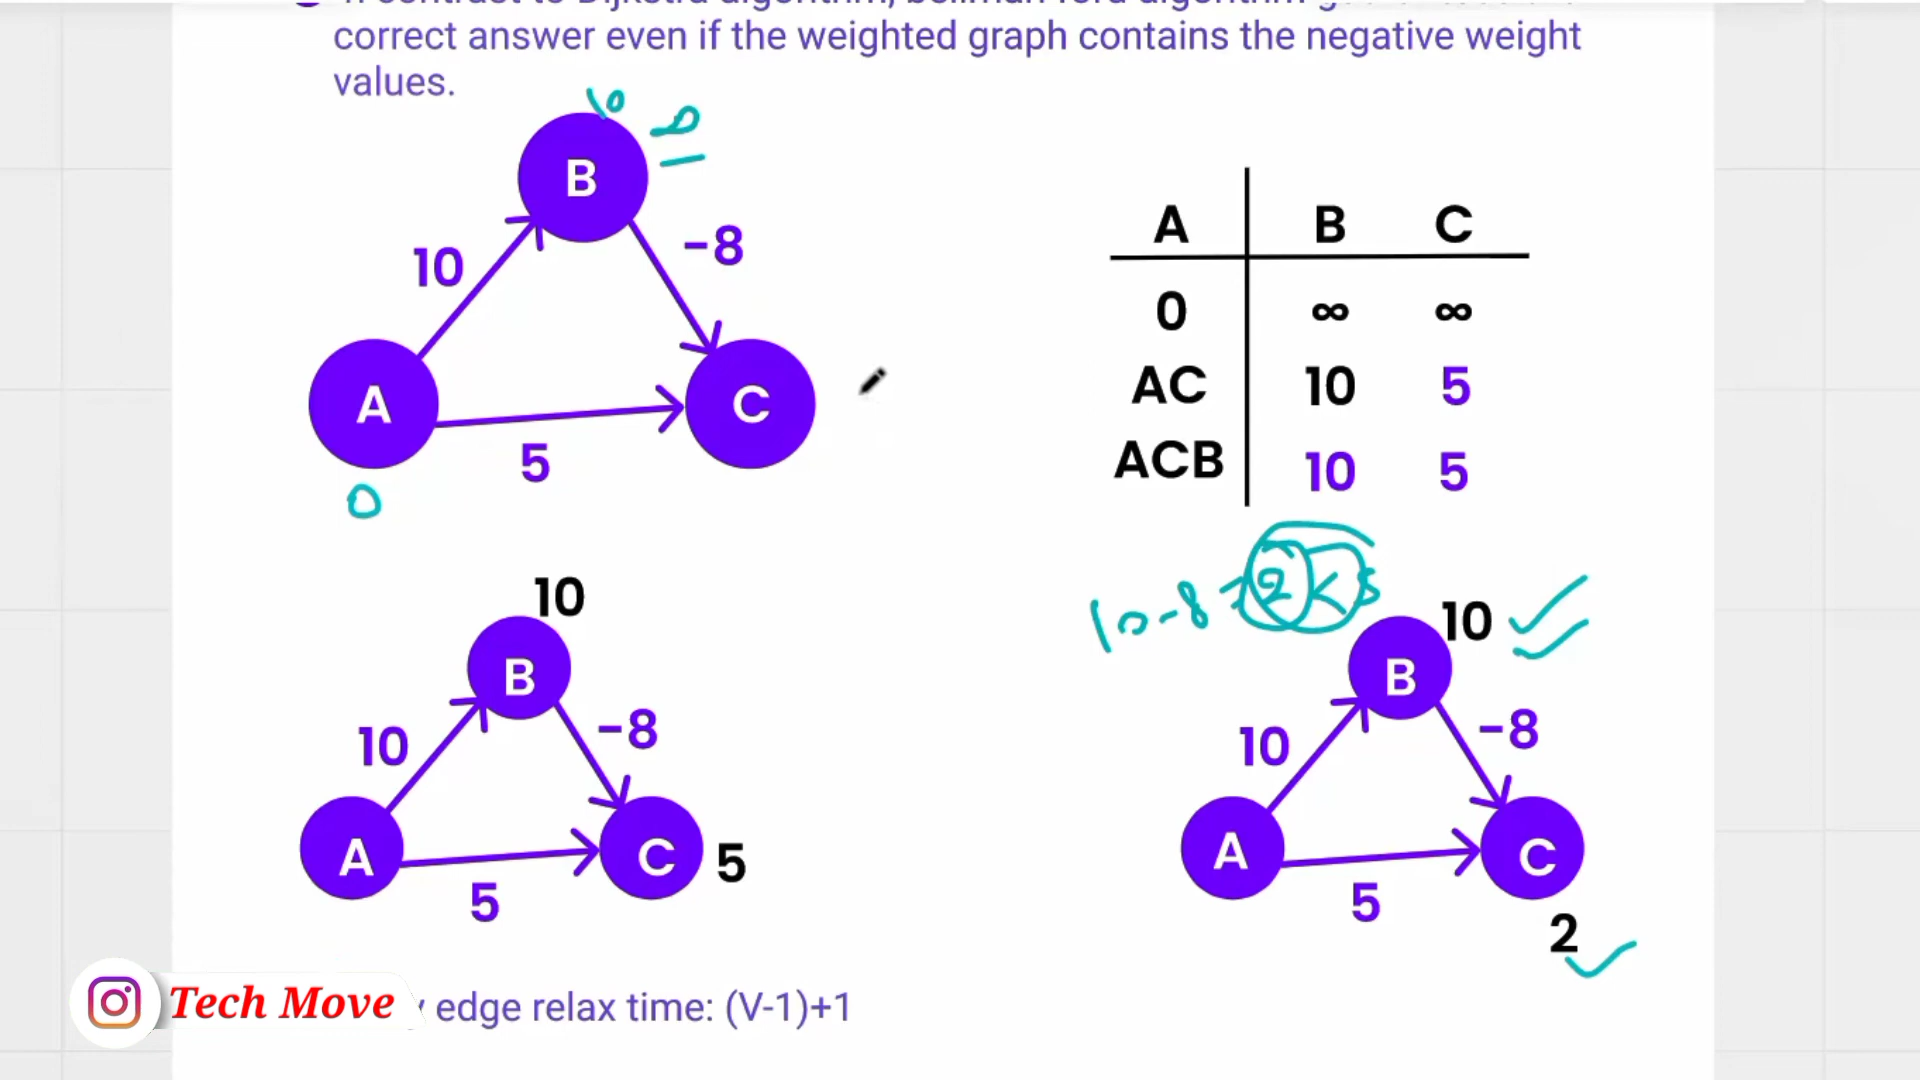 correct answer even if the weighted graph contains the negative weight
values.
10
B
10
-8
A
C
5
0
A B C
0 ∞ ∞
AC 10 5
ACB 10 5
10
B
10
-8
A
C
5
5
10-8 = 2 < 5
10
B
10
-8
A
C
5
2
Tech Move
edge relax time: (V-1)+1